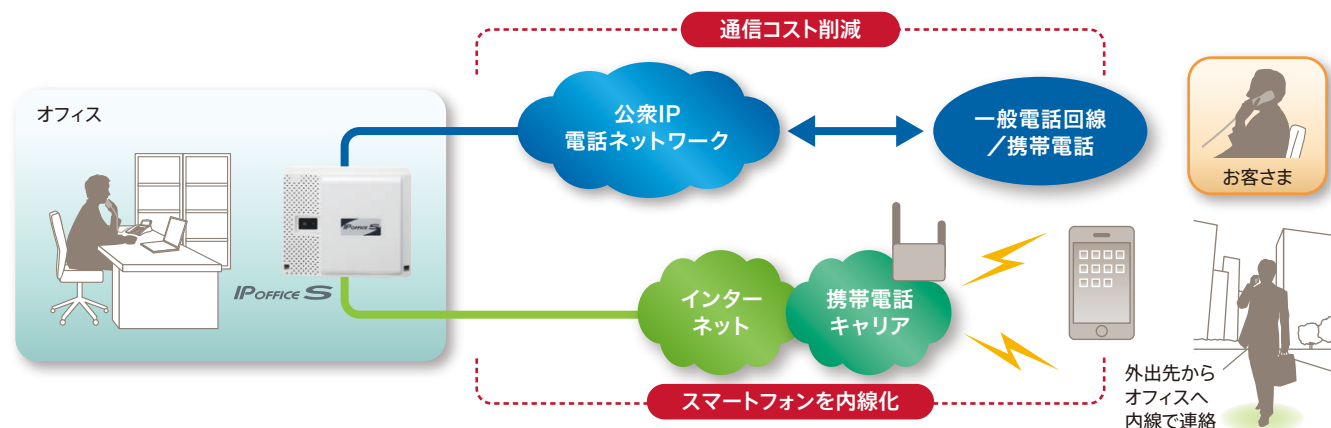 通信コスト削減
オフィス
公衆IP
電話ネットワーク
一般電話回線
／携帯電話
お客さま
IPOFFICE S
IPOFFICE S
インター
ネット
携帯電話
キャリア
スマートフォンを内線化
外出先から
オフィスへ
内線で連絡